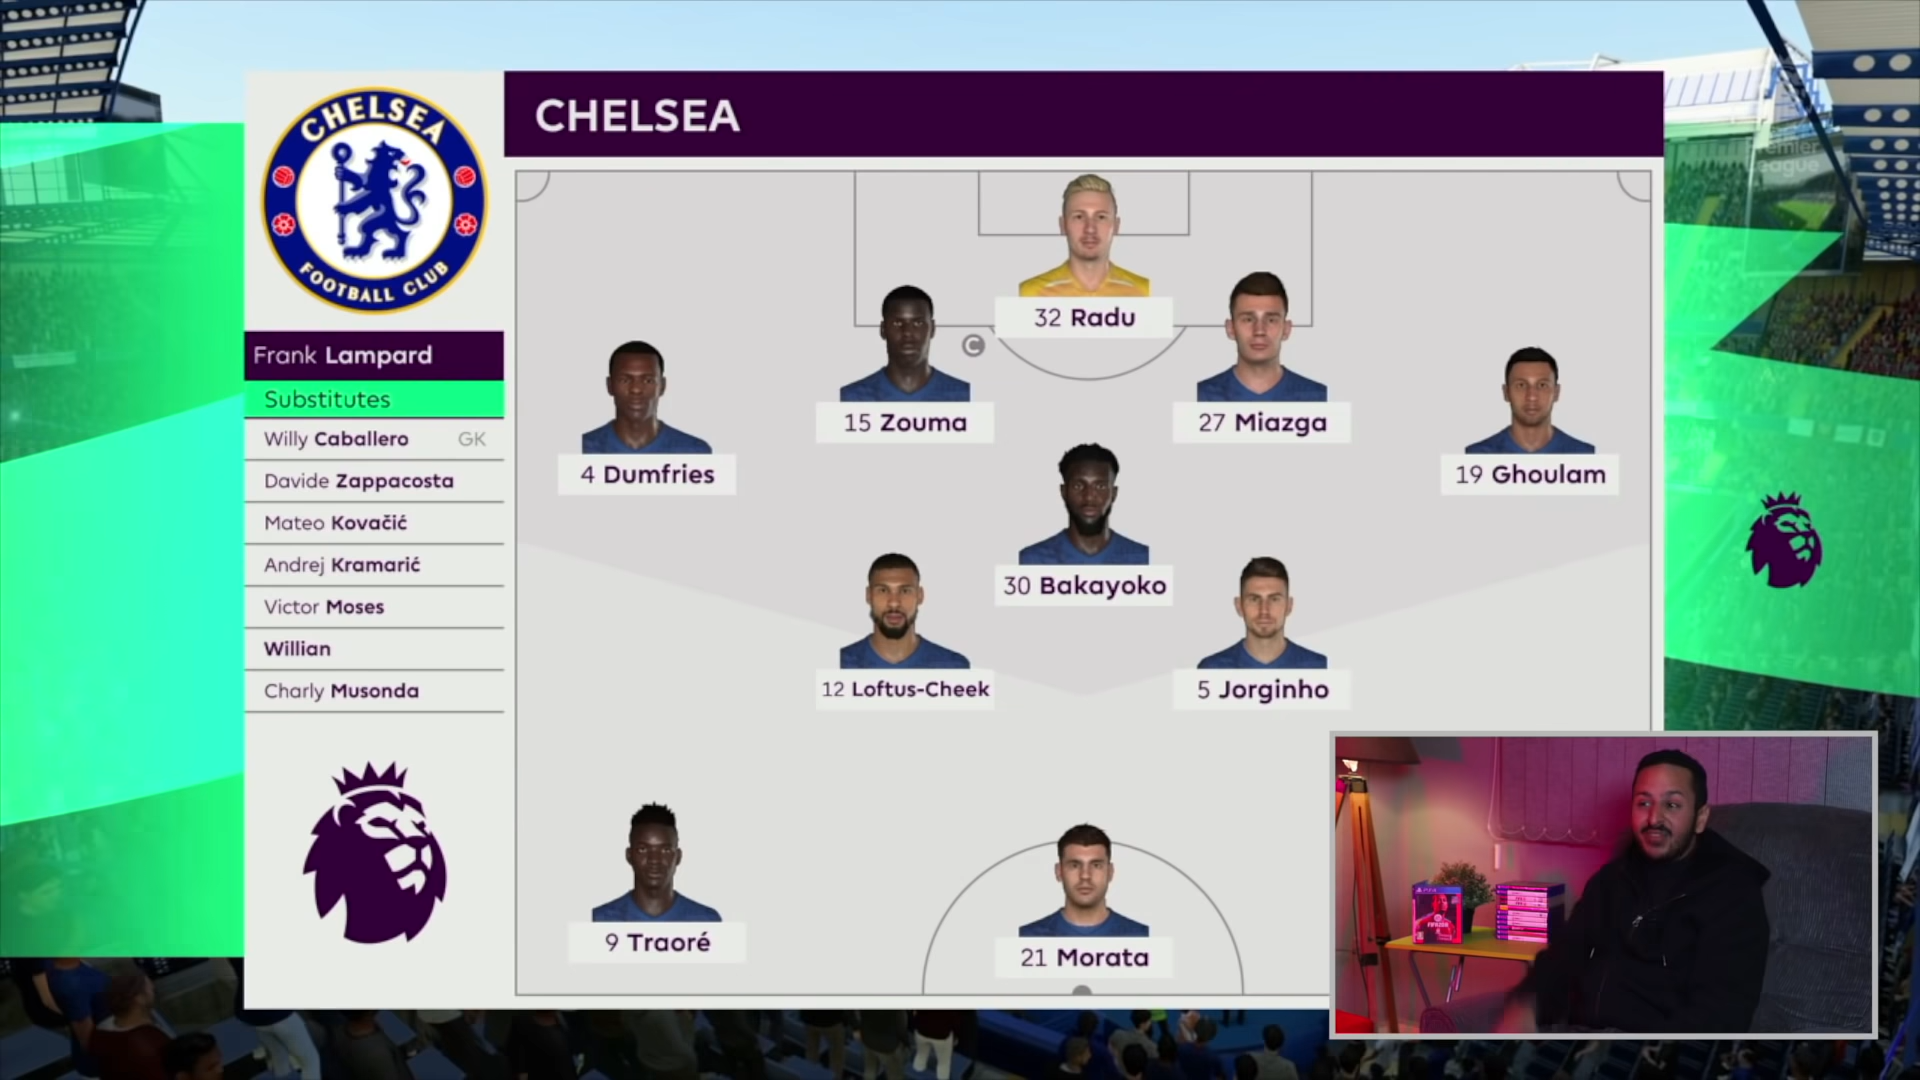 CHELSEA
FOOTBALL CLUB
CHELSEA
Frank Lampard
Substitutes
Willy Caballero GK
Davide Zappacosta
Mateo Kovačić
Andrej Kramarić
Victor Moses
Willian
Charly Musonda
32 Radu
C
15 Zouma
27 Miazga
4 Dumfries
19 Ghoulam
30 Bakayoko
12 Loftus-Cheek
5 Jorginho
9 Traoré
21 Morata
Premier
League